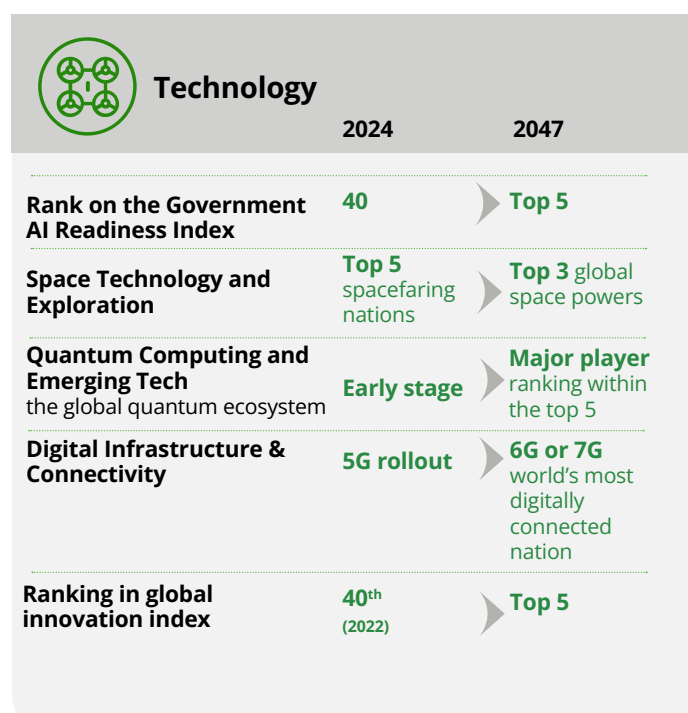 Technology
2024 2047
Rank on the Government
AI Readiness Index
40
Top 5
Space Technology and
Exploration
Top 5
spacefaring
nations
Top 3 global
space powers
Quantum Computing and
Emerging Tech
the global quantum ecosystem
Early stage
Major player
ranking within
the top 5
Digital Infrastructure &
Connectivity
5G rollout
6G or 7G
world’s most
digitally
connected
nation
Ranking in global
innovation index
40th
(2022)
Top 5